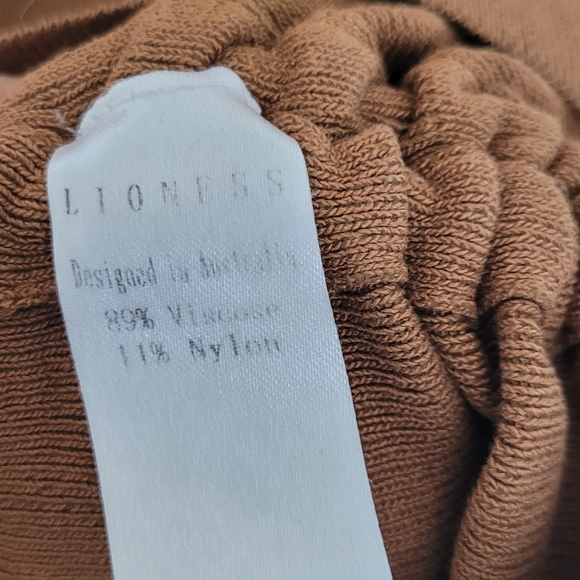 LIONESS
Designed in Australia
89% Viscose
11% Nylon